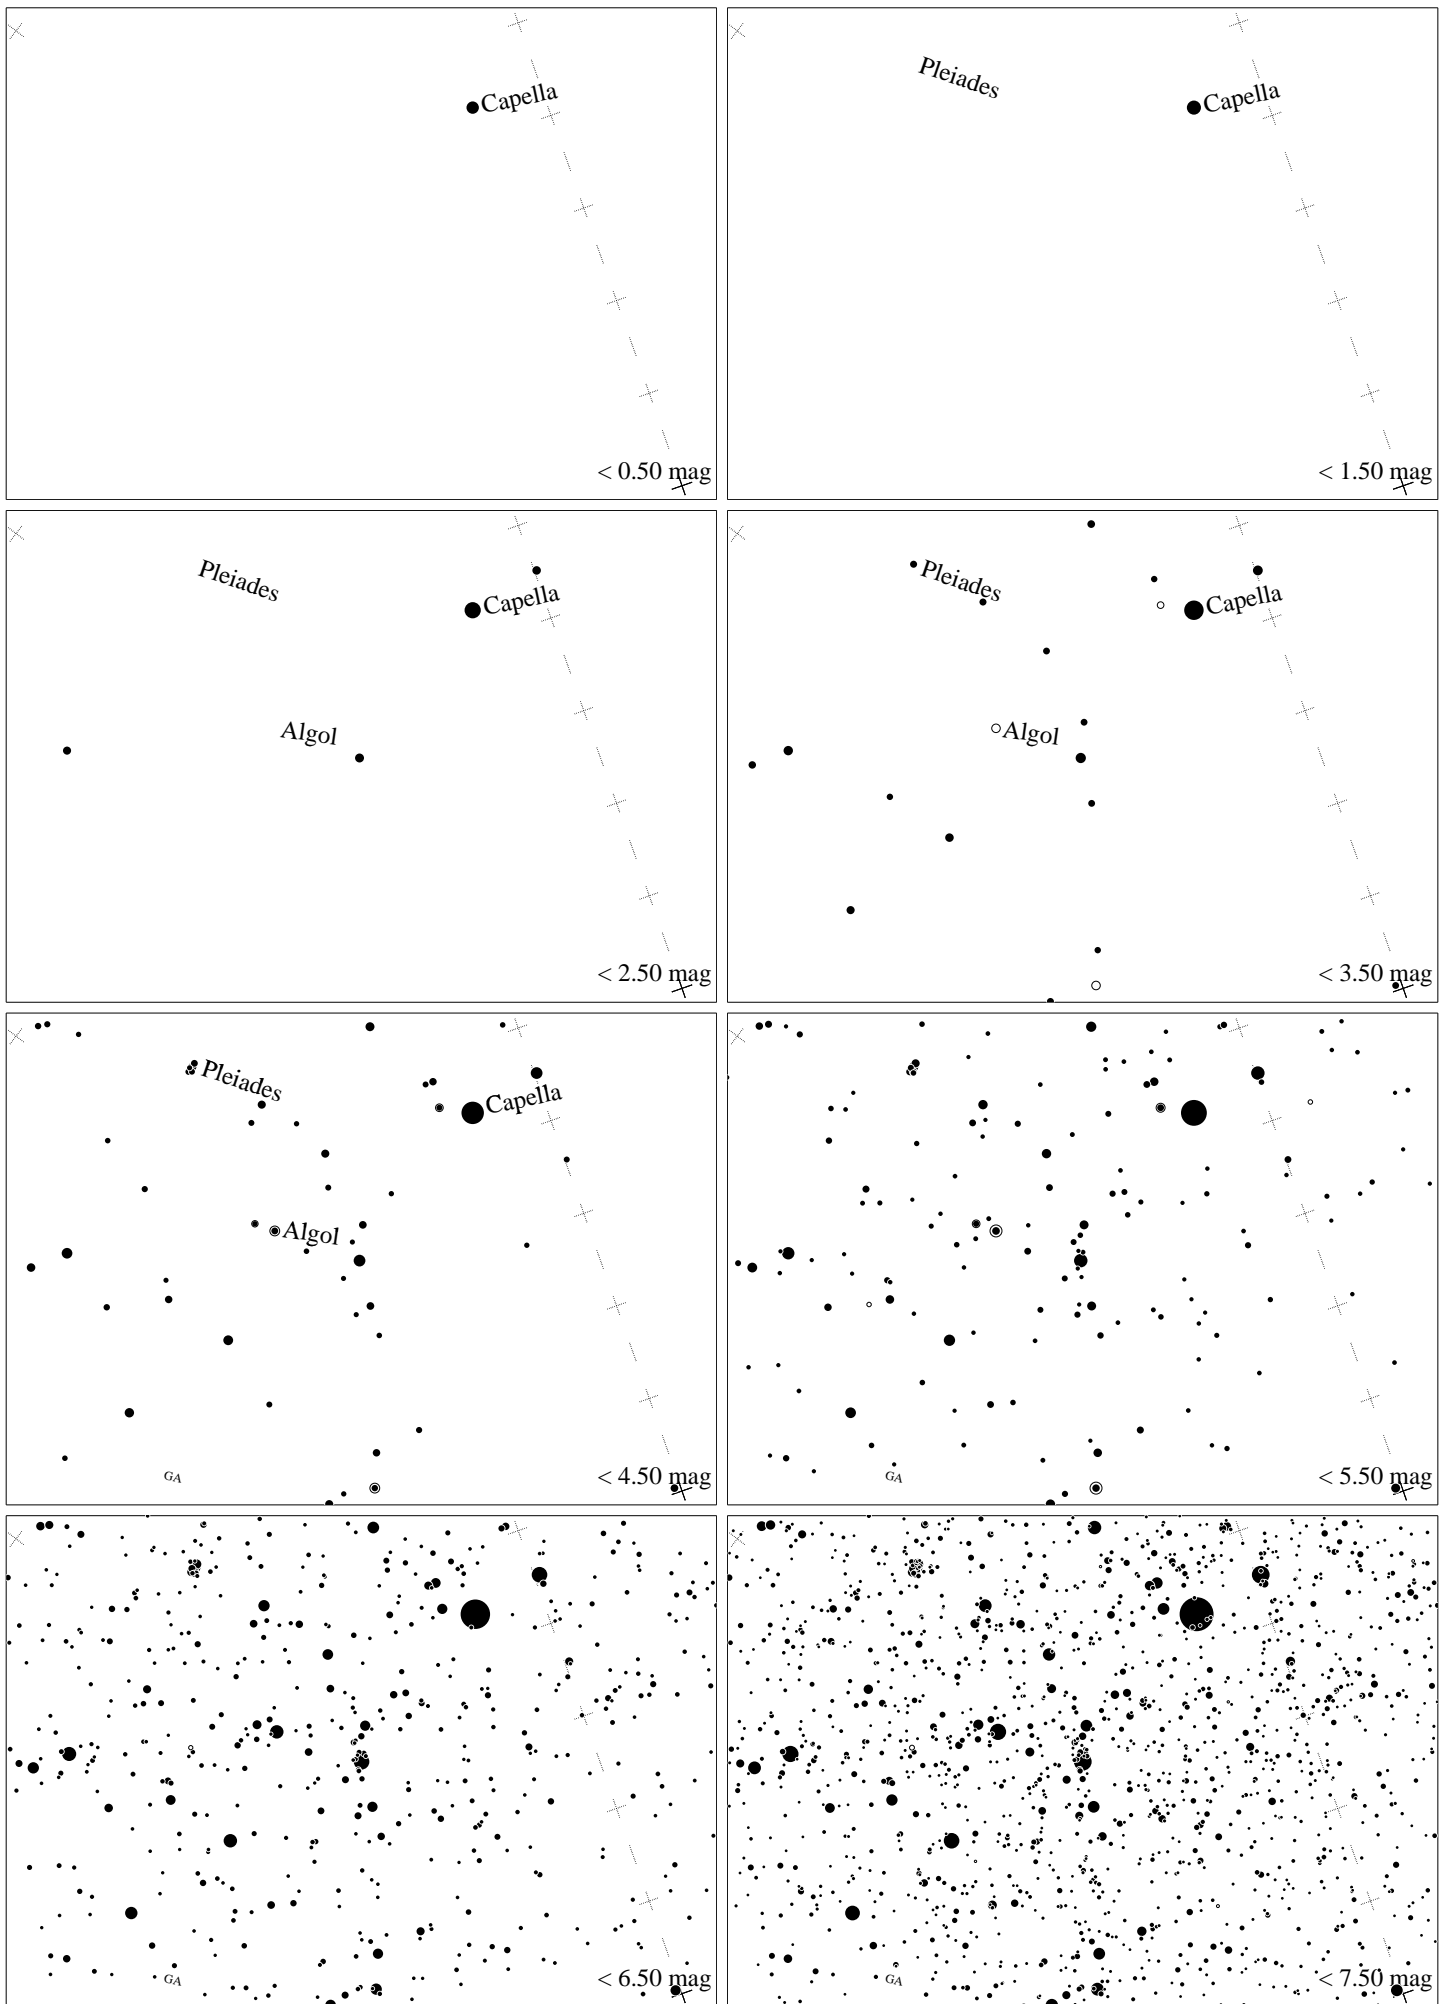 Capella
< 0.50 mag
Pleiades
Capella
< 1.50 mag
Pleiades
Capella
Algol
< 2.50 mag
Pleiades
Capella
Algol
< 3.50 mag
Pleiades
Capella
Algol
GA
< 4.50 mag
GA
< 5.50 mag
GA
< 6.50 mag
GA
< 7.50 mag